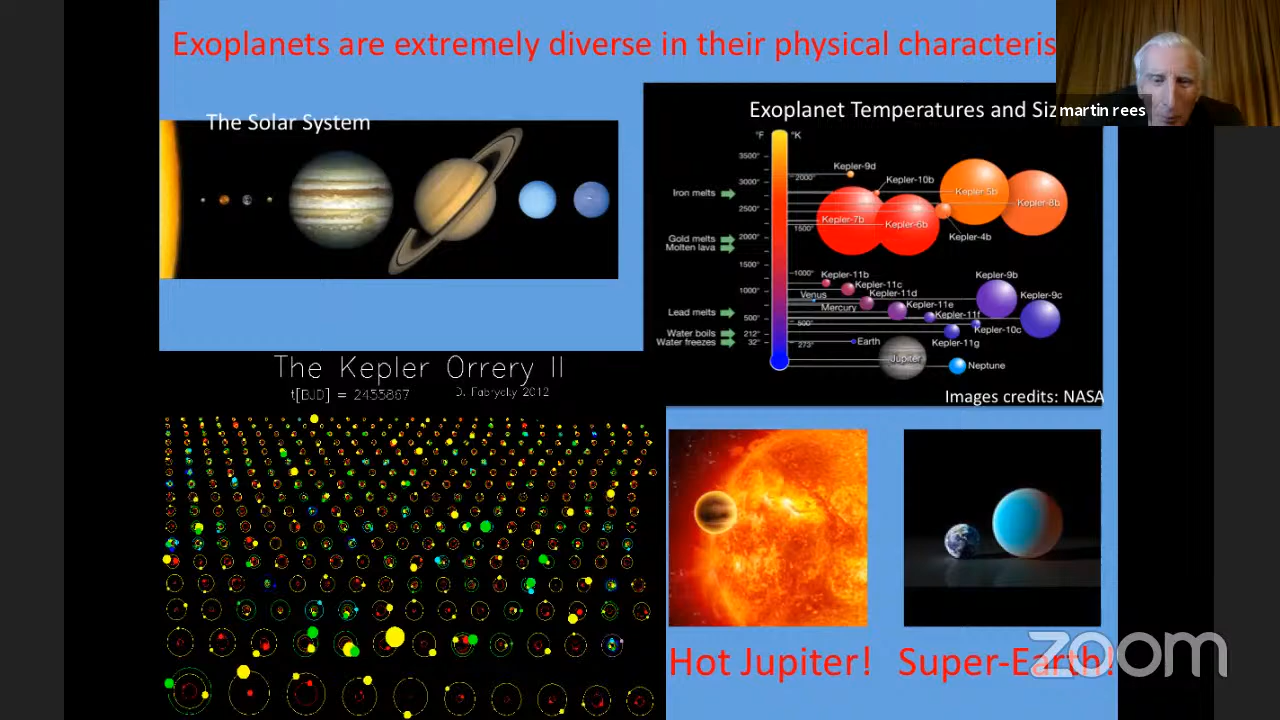 Exoplanets are extremely diverse in their physical characteris
martin rees
The Solar System
Exoplanet Temperatures and Siz
°F
°K
3500°
3000°
2500°
2000°
1500°
1000°
500°
212°
32°
2000°
1500°
1000°
500°
273°
Iron melts
Gold melts
Molten lava
Lead melts
Water boils
Water freezes
Kepler-9d
Kepler-10b
Kepler-5b
Kepler-8b
Kepler-7b
Kepler-6b
Kepler-4b
Kepler-11b
Kepler-11c
Kepler-11d
Kepler-9b
Venus
Mercury
Kepler-11e
Kepler-9c
Kepler-11f
Kepler-10c
Earth
Kepler-11g
Jupiter
Neptune
Images credits: NASA
The Kepler Orrery II
t[BJD] = 2455867
D. Fabrycky 2012
Hot Jupiter!
Super-Earth!
zoom